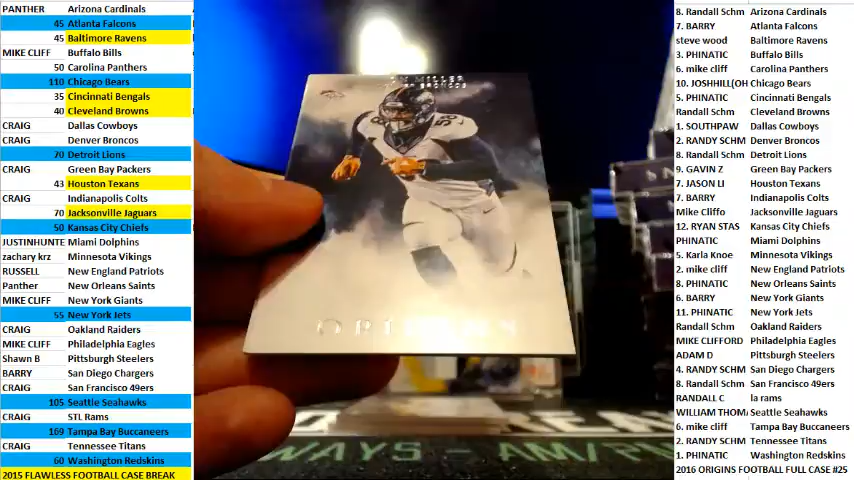 PANTHER Arizona Cardinals
45 Atlanta Falcons
45 Baltimore Ravens
MIKE CLIFF Buffalo Bills
50 Carolina Panthers
110 Chicago Bears
35 Cincinnati Bengals
40 Cleveland Browns
CRAIG Dallas Cowboys
CRAIG Denver Broncos
70 Detroit Lions
CRAIG Green Bay Packers
43 Houston Texans
CRAIG Indianapolis Colts
70 Jacksonville Jaguars
50 Kansas City Chiefs
JUSTINHUNTE Miami Dolphins
zachary krz Minnesota Vikings
RUSSELL New England Patriots
Panther New Orleans Saints
MIKE CLIFF New York Giants
55 New York Jets
CRAIG Oakland Raiders
MIKE CLIFF Philadelphia Eagles
Shawn B Pittsburgh Steelers
BARRY San Diego Chargers
CRAIG San Francisco 49ers
105 Seattle Seahawks
CRAIG STL Rams
169 Tampa Bay Buccaneers
CRAIG Tennessee Titans
60 Washington Redskins
2015 FLAWLESS FOOTBALL CASE BREAK
MILLER
BRONCOS
58
ORIGINS
WAYS - AM/FN
8. Randall Schm Arizona Cardinals
7. BARRY Atlanta Falcons
steve wood Baltimore Ravens
3. PHINATIC Buffalo Bills
6. mike cliff Carolina Panthers
10. JOSHHILL(OH Chicago Bears
5. PHINATIC Cincinnati Bengals
Randall Schm Cleveland Browns
1. SOUTHPAW Dallas Cowboys
2. RANDY SCHM Denver Broncos
8. Randall Schm Detroit Lions
9. GAVIN Z Green Bay Packers
7. JASON LI Houston Texans
7. BARRY Indianapolis Colts
Mike Cliffo Jacksonville Jaguars
12. RYAN STAS Kansas City Chiefs
PHINATIC Miami Dolphins
5. Karla Knoe Minnesota Vikings
2. mike cliff New England Patriots
8. PHINATIC New Orleans Saints
6. BARRY New York Giants
11. PHINATIC New York Jets
Randall Schm Oakland Raiders
MIKE CLIFFORD Philadelphia Eagles
ADAM D Pittsburgh Steelers
4. RANDY SCHM San Diego Chargers
8. Randall Schm San Francisco 49ers
RANDALL C la rams
WILLIAM THOMA Seattle Seahawks
6. mike cliff Tampa Bay Buccaneers
2. RANDY SCHM Tennessee Titans
1. PHINATIC Washington Redskins
2016 ORIGINS FOOTBALL FULL CASE #25